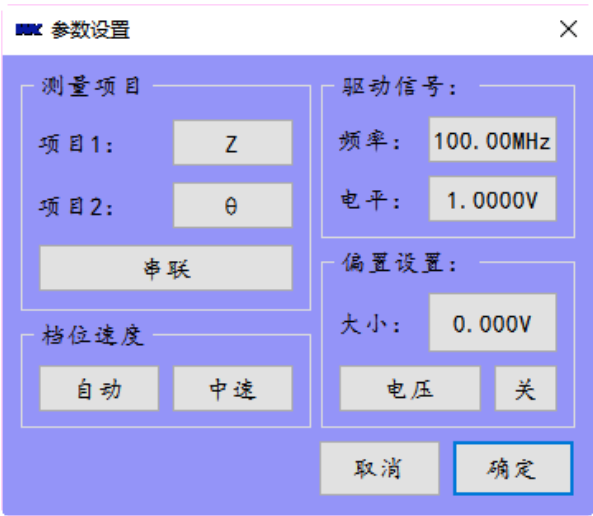 WK 参数设置
测量项目
项目1: Z
项目2: θ
串联
档位速度
自动 中速
驱动信号:
频率: 100.00MHz
电平: 1.0000V
偏置设置:
大小: 0.000V
电压 关
取消 确定